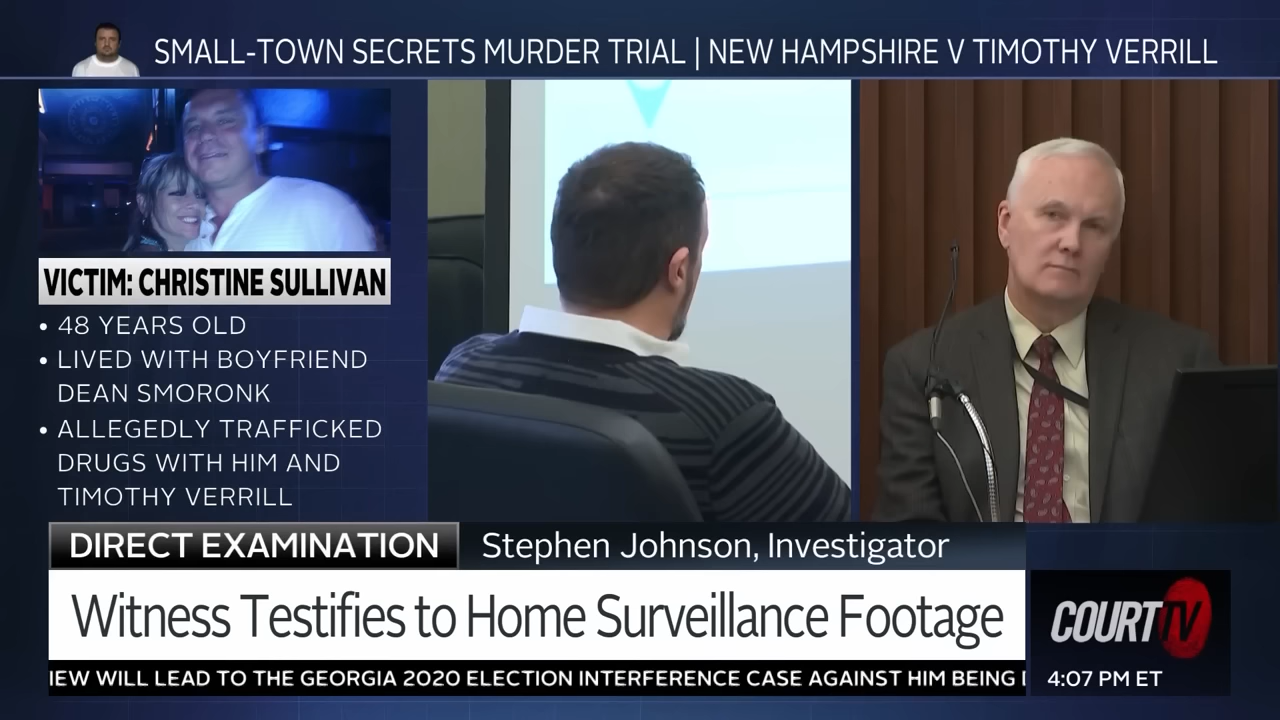 SMALL-TOWN SECRETS MURDER TRIAL | NEW HAMPSHIRE V TIMOTHY VERRILL
VICTIM: CHRISTINE SULLIVAN
• 48 YEARS OLD
• LIVED WITH BOYFRIEND
DEAN SMORONK
• ALLEGEDLY TRAFFICKED
DRUGS WITH HIM AND
TIMOTHY VERRILL
DIRECT EXAMINATION
Stephen Johnson, Investigator
Witness Testifies to Home Surveillance Footage
COURT TV
IEW WILL LEAD TO THE GEORGIA 2020 ELECTION INTERFERENCE CASE AGAINST HIM BEING
4:07 PM ET